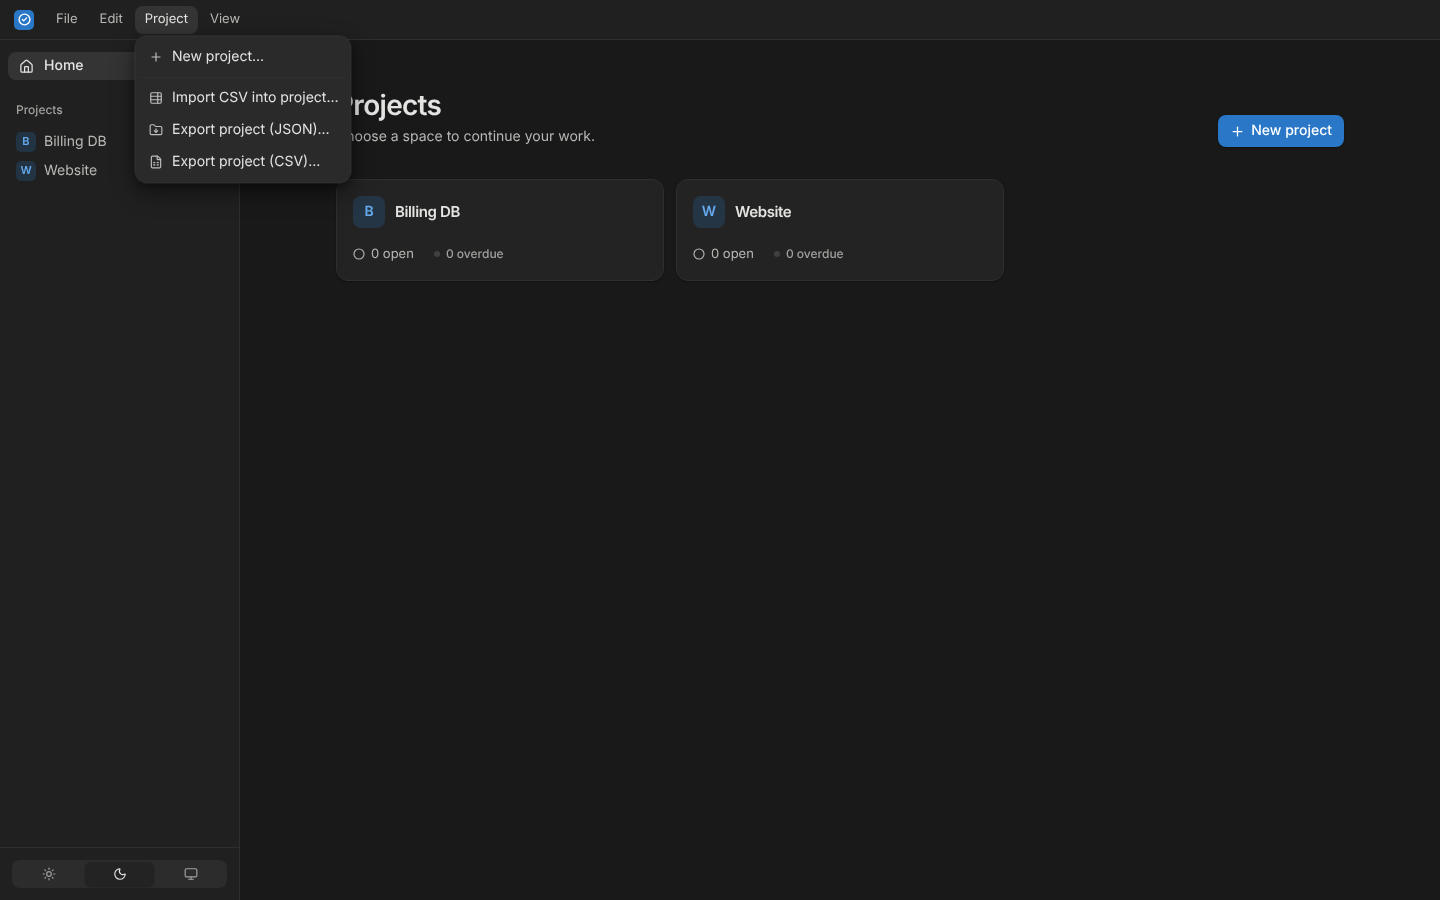 File Edit Project View
New project...
Import CSV into project...
Export project (JSON)...
Export project (CSV)...
Home
Projects
B Billing DB
W Website
rojects
hoose a space to continue your work.
New project
B Billing DB
0 open 0 overdue
W Website
0 open 0 overdue